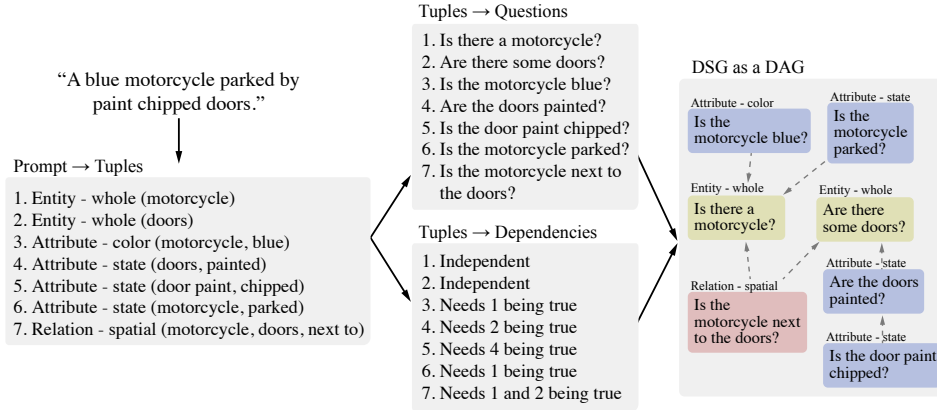 “A blue motorcycle parked by
paint chipped doors.”
Prompt → Tuples
1. Entity - whole (motorcycle)
2. Entity - whole (doors)
3. Attribute - color (motorcycle, blue)
4. Attribute - state (doors, painted)
5. Attribute - state (door paint, chipped)
6. Attribute - state (motorcycle, parked)
7. Relation - spatial (motorcycle, doors, next to)
Tuples → Questions
1. Is there a motorcycle?
2. Are there some doors?
3. Is the motorcycle blue?
4. Are the doors painted?
5. Is the door paint chipped?
6. Is the motorcycle parked?
7. Is the motorcycle next to
the doors?
Tuples → Dependencies
1. Independent
2. Independent
3. Needs 1 being true
4. Needs 2 being true
5. Needs 4 being true
6. Needs 1 being true
7. Needs 1 and 2 being true
DSG as a DAG
Attribute - color
Is the
motorcycle blue?
Attribute - state
Is the
motorcycle
parked?
Entity - whole
Is there a
motorcycle?
Entity - whole
Are there
some doors?
Relation - spatial
Is the
motorcycle next
to the doors?
Attribute - state
Are the doors
painted?
Attribute - state
Is the door paint
chipped?